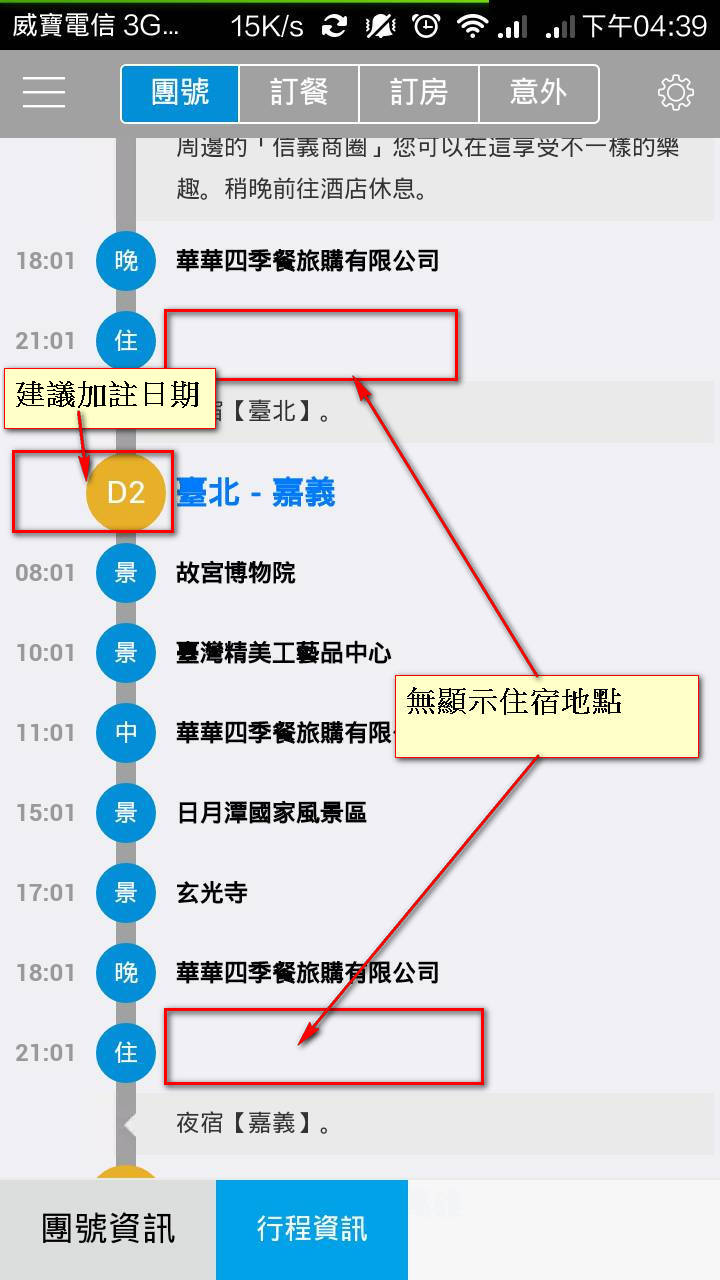 威寶電信 3G... 15K/s 下午04:39
團號 訂餐 訂房 意外
周邊的「信義商圈」您可以在這享受不一樣的樂
趣。稍晚前往酒店休息。
18:01 晚 華華四季餐旅購有限公司
21:01 住
建議加註日期
宿【臺北】。
D2 臺北 - 嘉義
08:01 景 故宮博物院
10:01 景 臺灣精美工藝品中心
無顯示住宿地點
11:01 中 華華四季餐旅購有限
15:01 景 日月潭國家風景區
17:01 景 玄光寺
18:01 晚 華華四季餐旅購有限公司
21:01 住
夜宿【嘉義】。
團號資訊 行程資訊